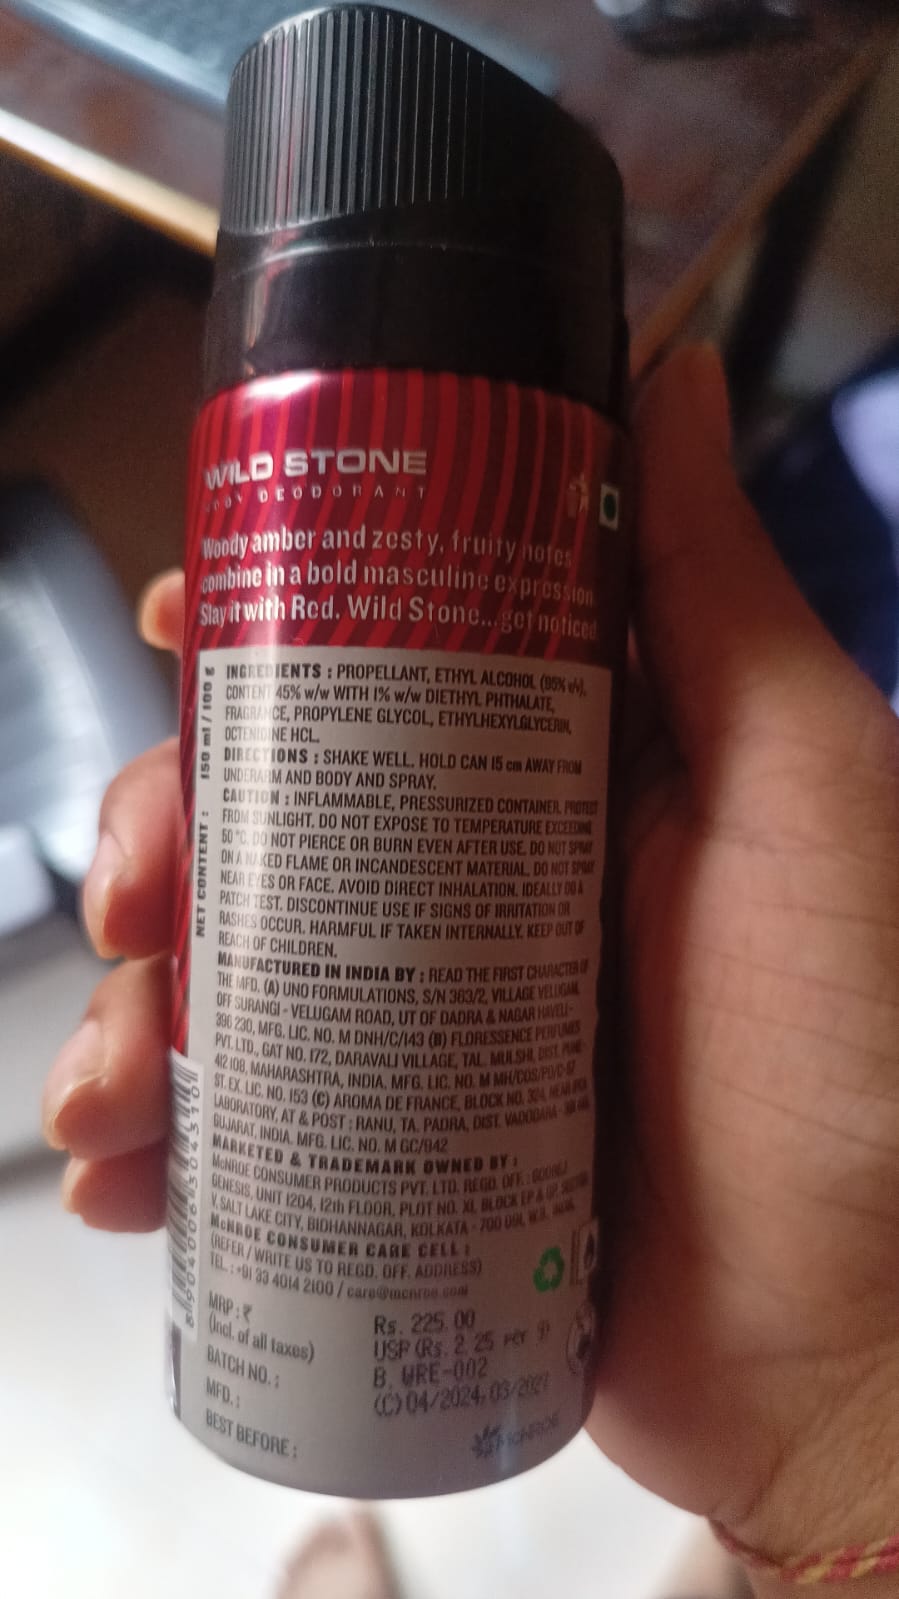 WILD STONE
BODY DEODORANT
Woody amber and zesty, fruity notes
combine in a bold masculine expression.
Slay it with Red. Wild Stone...get noticed
NET CONTENT : 150 ml / 100 g
INGREDIENTS : PROPELLANT, ETHYL ALCOHOL (95% v/v),
CONTENT 45% w/w WITH 1% w/w DIETHYL PHTHALATE,
FRAGRANCE, PROPYLENE GLYCOL, ETHYLHEXYLGLYCERIN,
OCTENIDINE HCL.
DIRECTIONS : SHAKE WELL. HOLD CAN 15 cm AWAY FROM
UNDERARM AND BODY AND SPRAY.
CAUTION : INFLAMMABLE, PRESSURIZED CONTAINER. PROTECT
FROM SUNLIGHT. DO NOT EXPOSE TO TEMPERATURE EXCEEDING
50 °C. DO NOT PIERCE OR BURN EVEN AFTER USE. DO NOT SPRAY
ON A NAKED FLAME OR INCANDESCENT MATERIAL. DO NOT SPRAY
NEAR EYES OR FACE. AVOID DIRECT INHALATION. IDEALLY DO A
PATCH TEST. DISCONTINUE USE IF SIGNS OF IRRITATION OR
RASHES OCCUR. HARMFUL IF TAKEN INTERNALLY. KEEP OUT OF
REACH OF CHILDREN.
MANUFACTURED IN INDIA BY : READ THE FIRST CHARACTER OF
THE MFD. (A) UNO FORMULATIONS, S/N 363/2, VILLAGE VELUGAM,
OFF SURANGI - VELUGAM ROAD, UT OF DADRA & NAGAR HAVELI-
396 230, MFG. LIC. NO. M DNH/C/143 (B) FLORESSENCE PERFUMES
PVT. LTD., GAT NO. 172, DARAVALI VILLAGE, TAL. MULSHI, DIST. PUNE-
412 108, MAHARASHTRA, INDIA. MFG. LIC. NO. M
ST. EX. LIC. NO. 153 (C) AROMA DE FRANCE, BLOCK NO.
LABORATORY, AT & POST : RANU, TA. PADRA, DIST. VADODARA -
GUJARAT, INDIA. MFG. LIC. NO. M GC/942
MARKETED & TRADEMARK OWNED BY :
McNROE CONSUMER PRODUCTS PVT. LTD. REGD. OFF. :
GENESIS, UNIT 1204, 12th FLOOR, PLOT NO. XI, BLOCK EP & GP, SECTOR
V, SALT LAKE CITY, BIDHANNAGAR, KOLKATA - 700 091,
McNROE CONSUMER CARE CELL :
(REFER / WRITE US TO REGD. OFF. ADDRESS)
TEL. : +91 33 4014 2100 / care@mcnroe.com
MRP : ₹ Rs. 225.00
(Incl. of all taxes) USP (Rs. 2.25 per g)
BATCH NO. : B. WRE-002
MFD. : (C) 04/2024, 03/2027
BEST BEFORE :
MCNROE
8 904006 304310